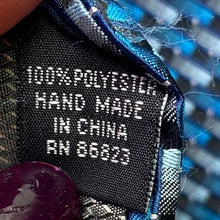 100% POLYESTER
HAND MADE
IN CHINA
RN 86823